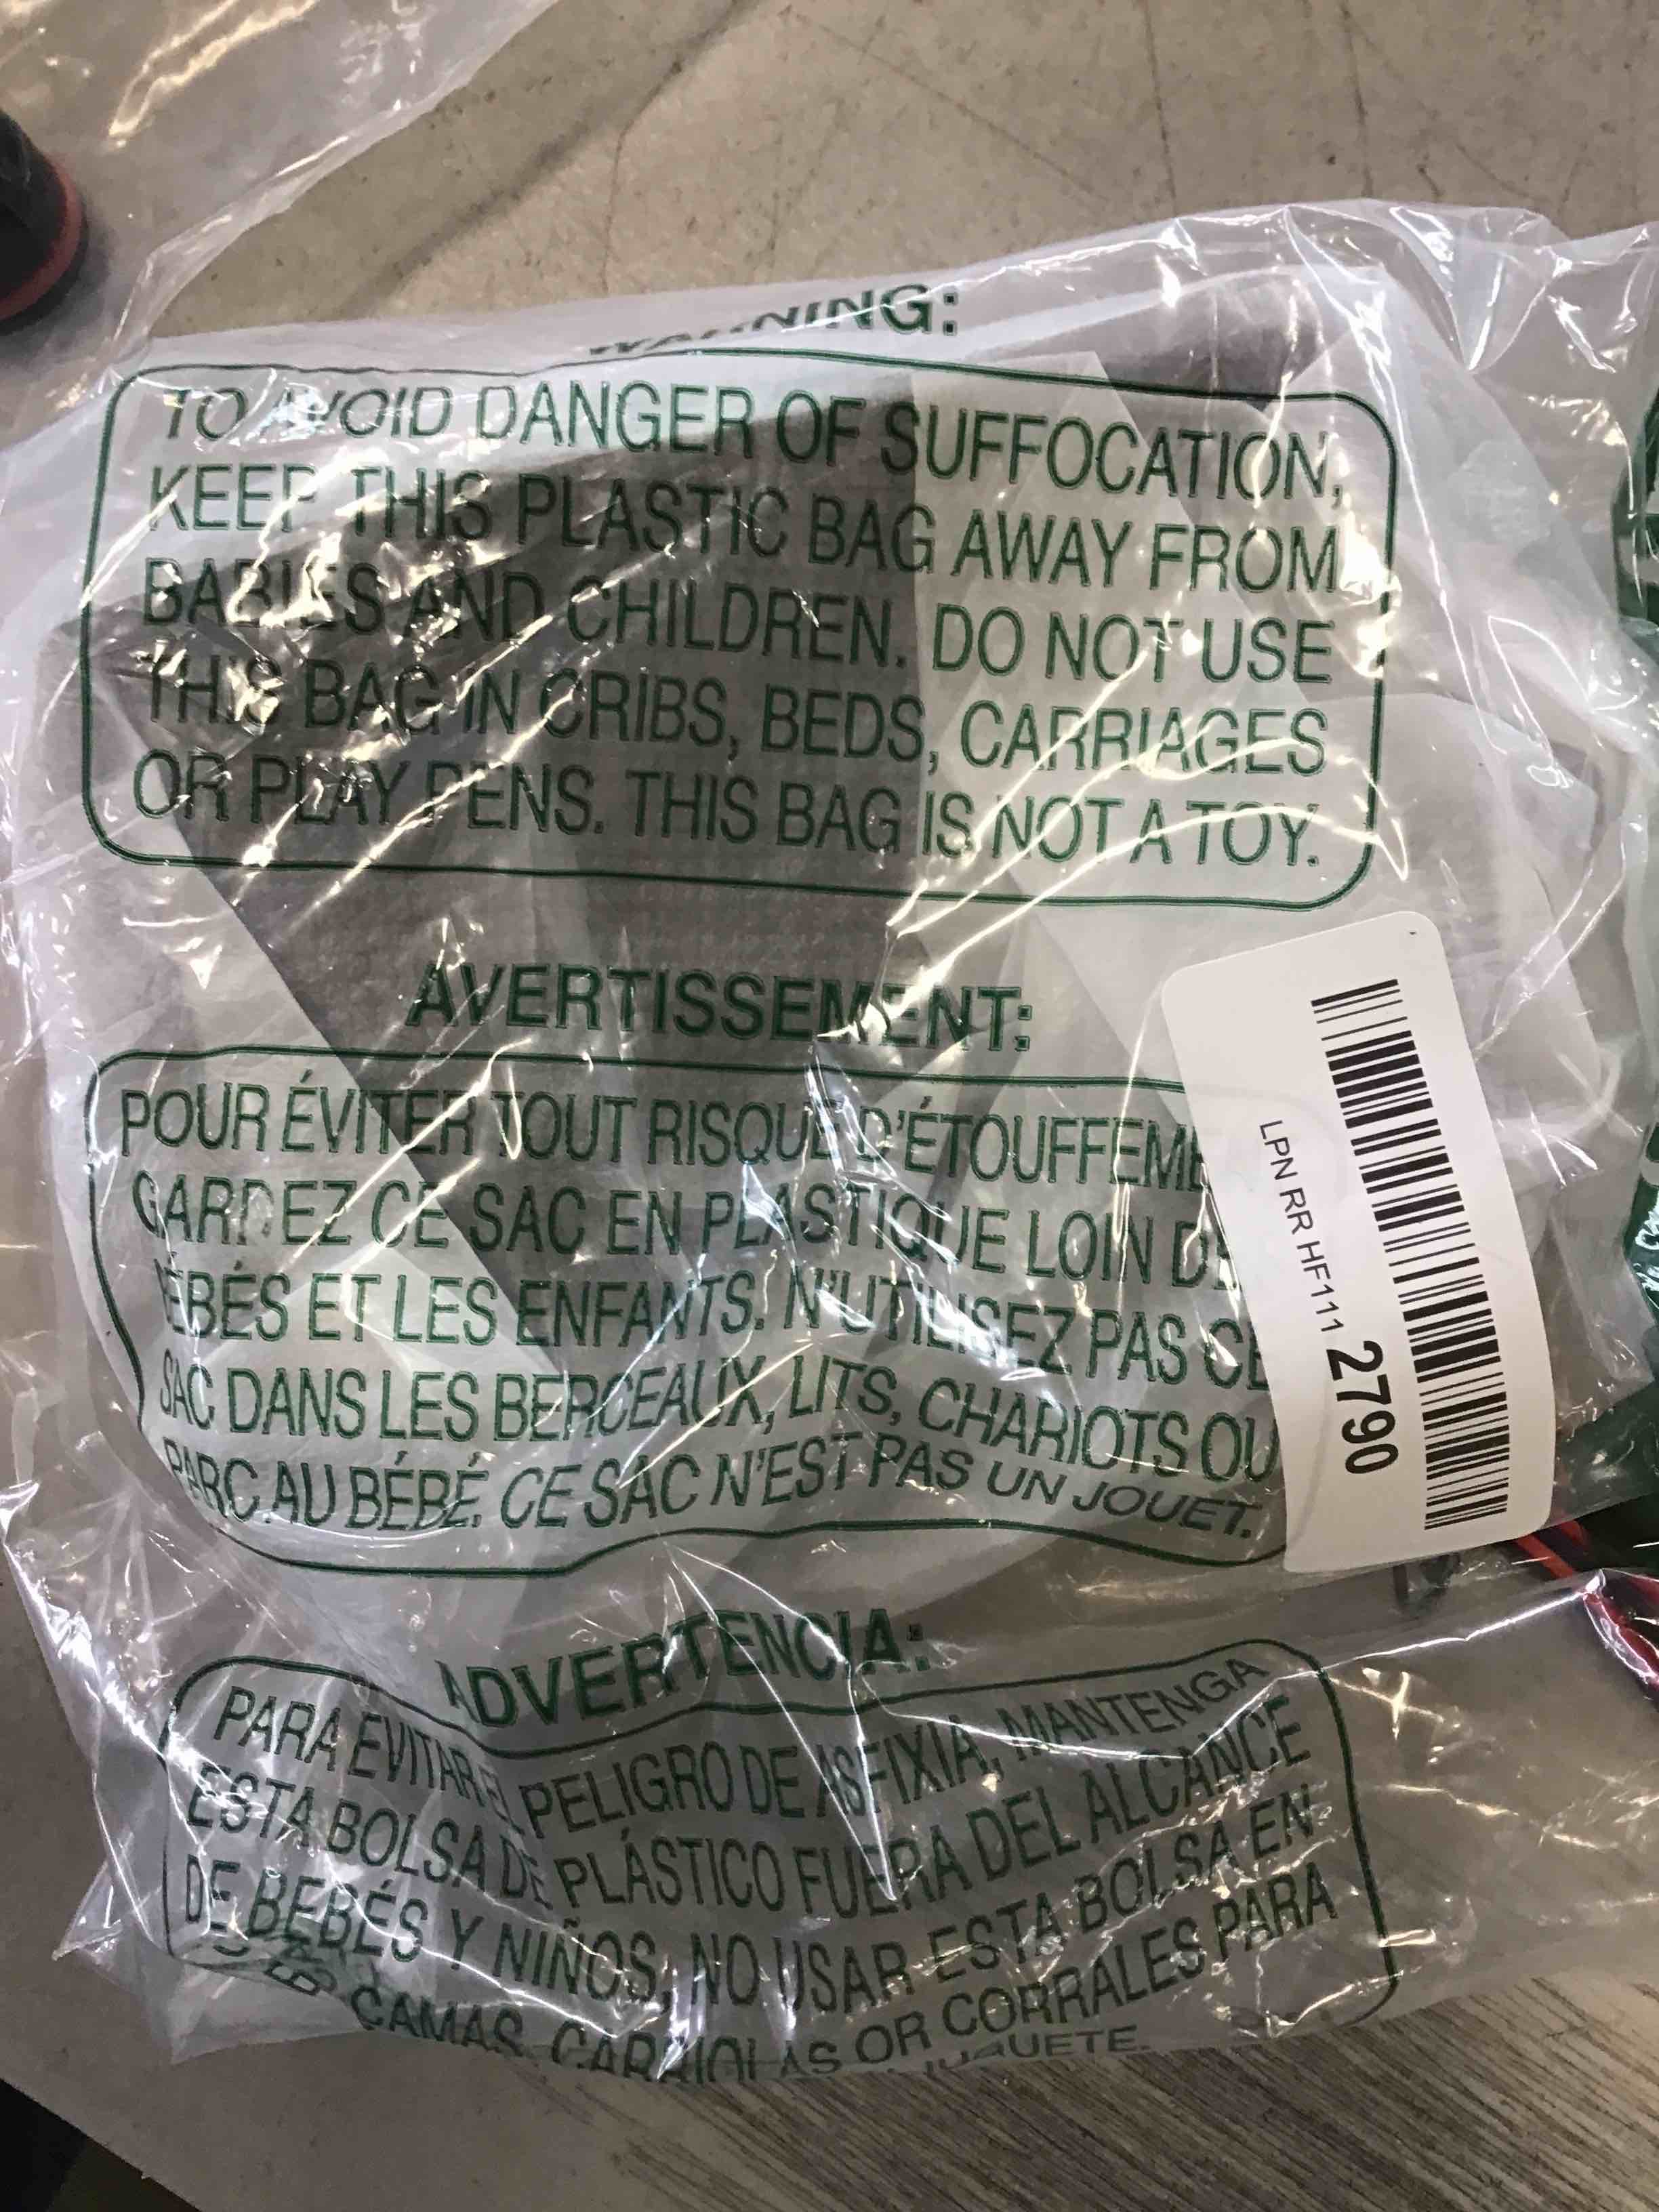 WARNING:
TO AVOID DANGER OF SUFFOCATION,
KEEP THIS PLASTIC BAG AWAY FROM
BABIES AND CHILDREN. DO NOT USE
THIS BAG IN CRIBS, BEDS, CARRIAGES
OR PLAY PENS. THIS BAG IS NOT A TOY.
AVERTISSEMENT:
POUR ÉVITER TOUT RISQUE D'ÉTOUFFEME
GARDEZ CE SAC EN PLASTIQUE LOIN DE
BÉBÉS ET LES ENFANTS. N'UTILISEZ PAS CE
SAC DANS LES BERCEAUX, LITS, CHARIOTS OU
PARC AU BÉBÉ. CE SAC N'EST PAS UN JOUET.
LPN RR HF111 2790
ADVERTENCIA:
PARA EVITAR EL PELIGRO DE ASFIXIA, MANTENGA
ESTA BOLSA DE PLÁSTICO FUERA DEL ALCANCE
DE BEBÉS Y NIÑOS, NO USAR ESTA BOLSA EN
CAMAS, CARRIOLAS OR CORRALES PARA
JUGUETE.